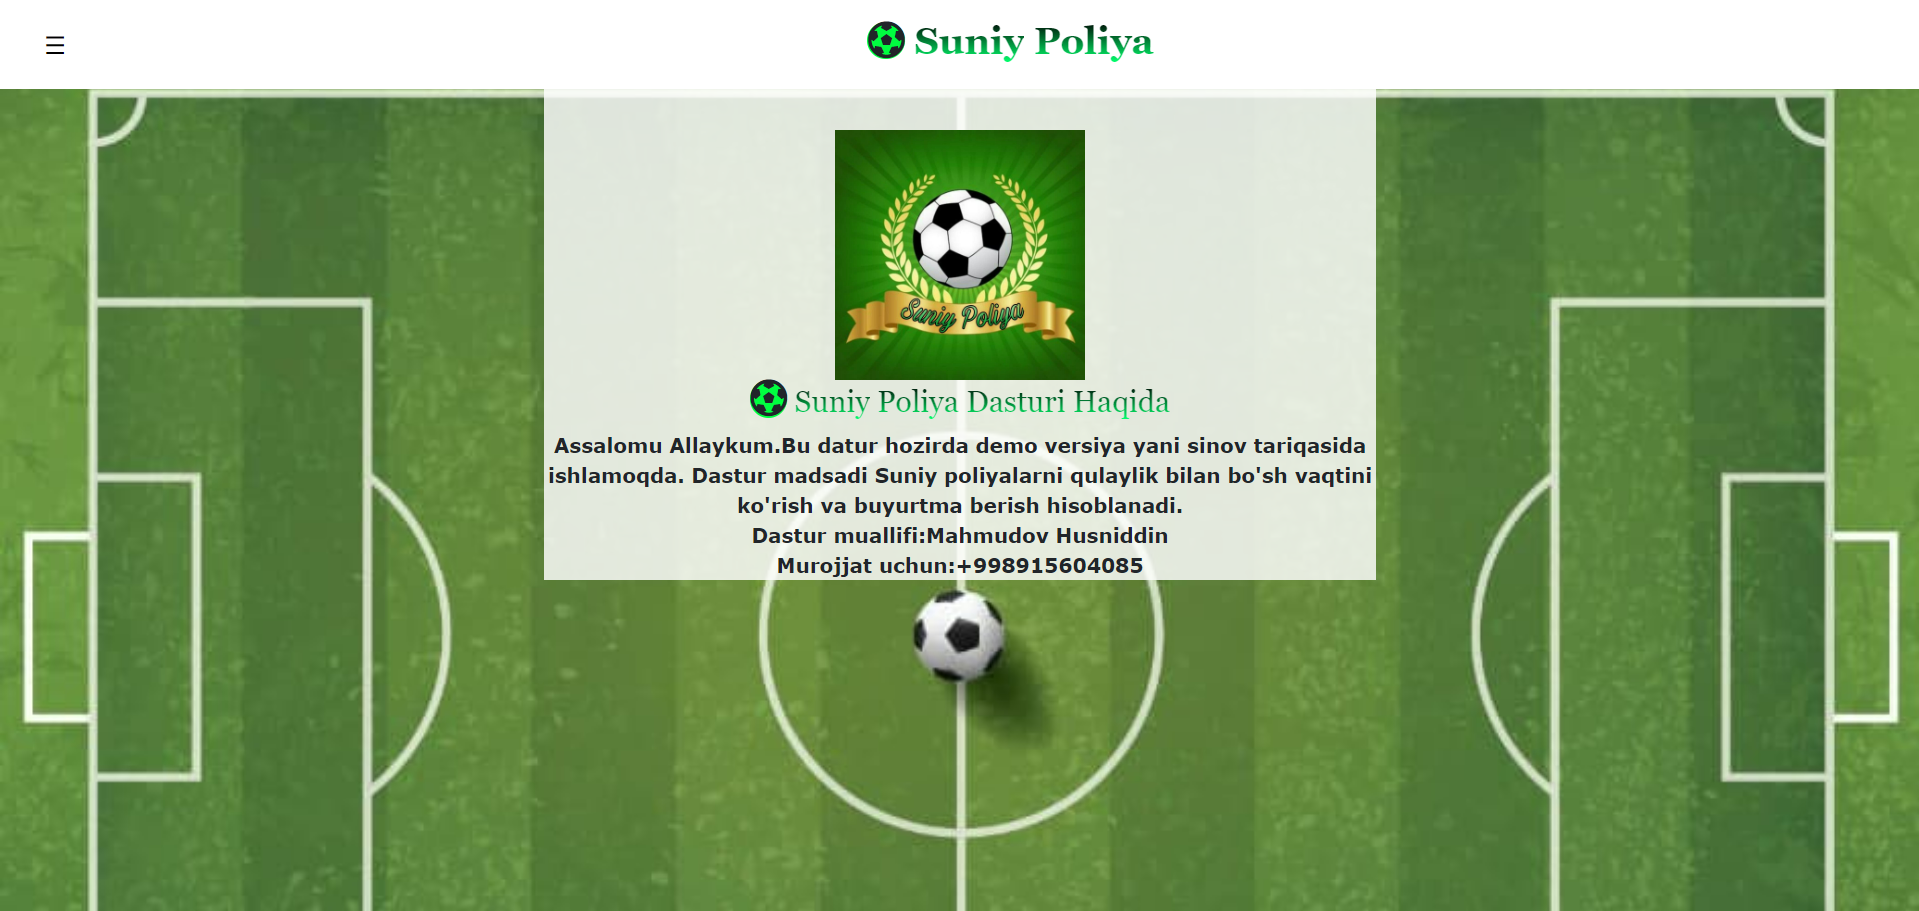 Suniy Poliya
Suniy Poliya
Suniy Poliya Dasturi Haqida
Assalomu Allaykum.Bu datur hozirda demo versiya yani sinov tariqasida
ishlamoqda. Dastur madsadi Suniy poliyalarni qulaylik bilan bo'sh vaqtini
ko'rish va buyurtma berish hisoblanadi.
Dastur muallifi:Mahmudov Husniddin
Murojjat uchun:+998915604085